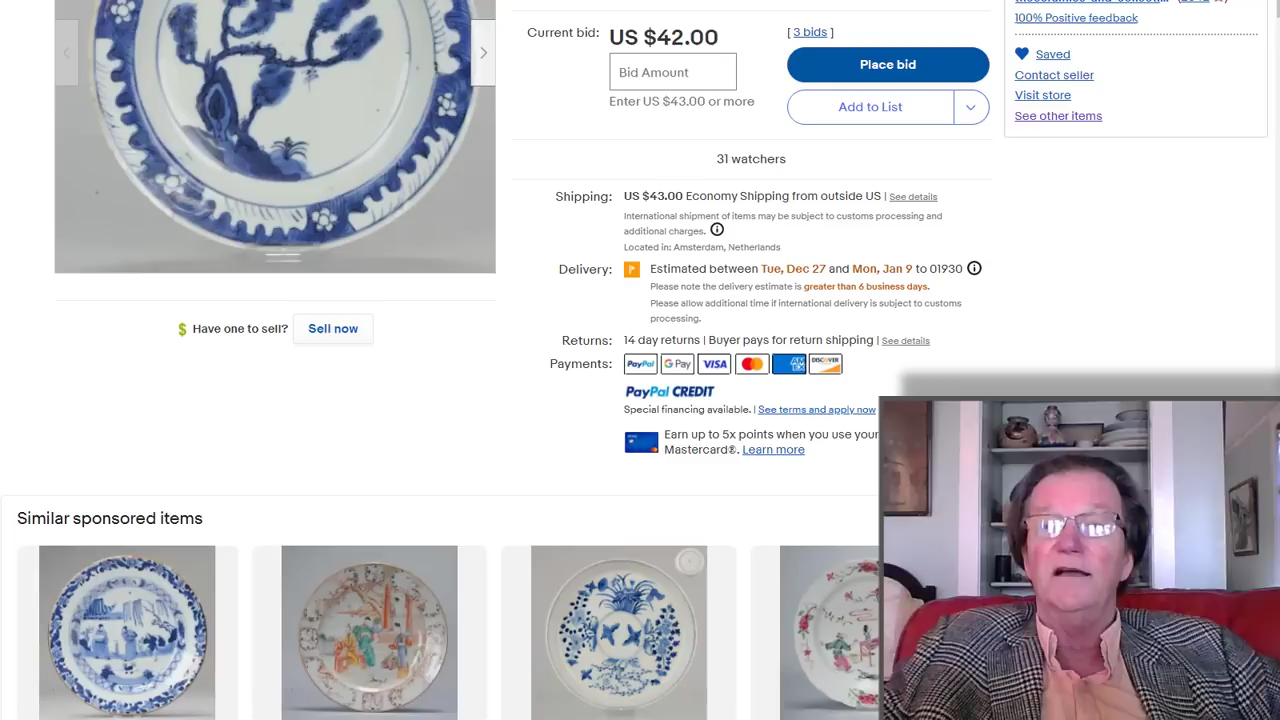 100% Positive feedback
Current bid:
US $42.00
[ 3 bids ]
Bid Amount
Place bid
Enter US $43.00 or more
Add to List
Saved
Contact seller
Visit store
See other items
31 watchers
Shipping:
US $43.00 Economy Shipping from outside US | See details
International shipment of items may be subject to customs processing and
additional charges.
Located in: Amsterdam, Netherlands
Delivery:
Estimated between Tue, Dec 27 and Mon, Jan 9 to 01930
Please note the delivery estimate is greater than 6 business days.
Please allow additional time if international delivery is subject to customs
processing.
Have one to sell?
Sell now
Returns:
14 day returns | Buyer pays for return shipping | See details
Payments:
PayPal
G Pay
VISA
AM EX
DISCOVER
PayPal CREDIT
Special financing available. | See terms and apply now
Earn up to 5x points when you use your
Mastercard®. Learn more
Similar sponsored items